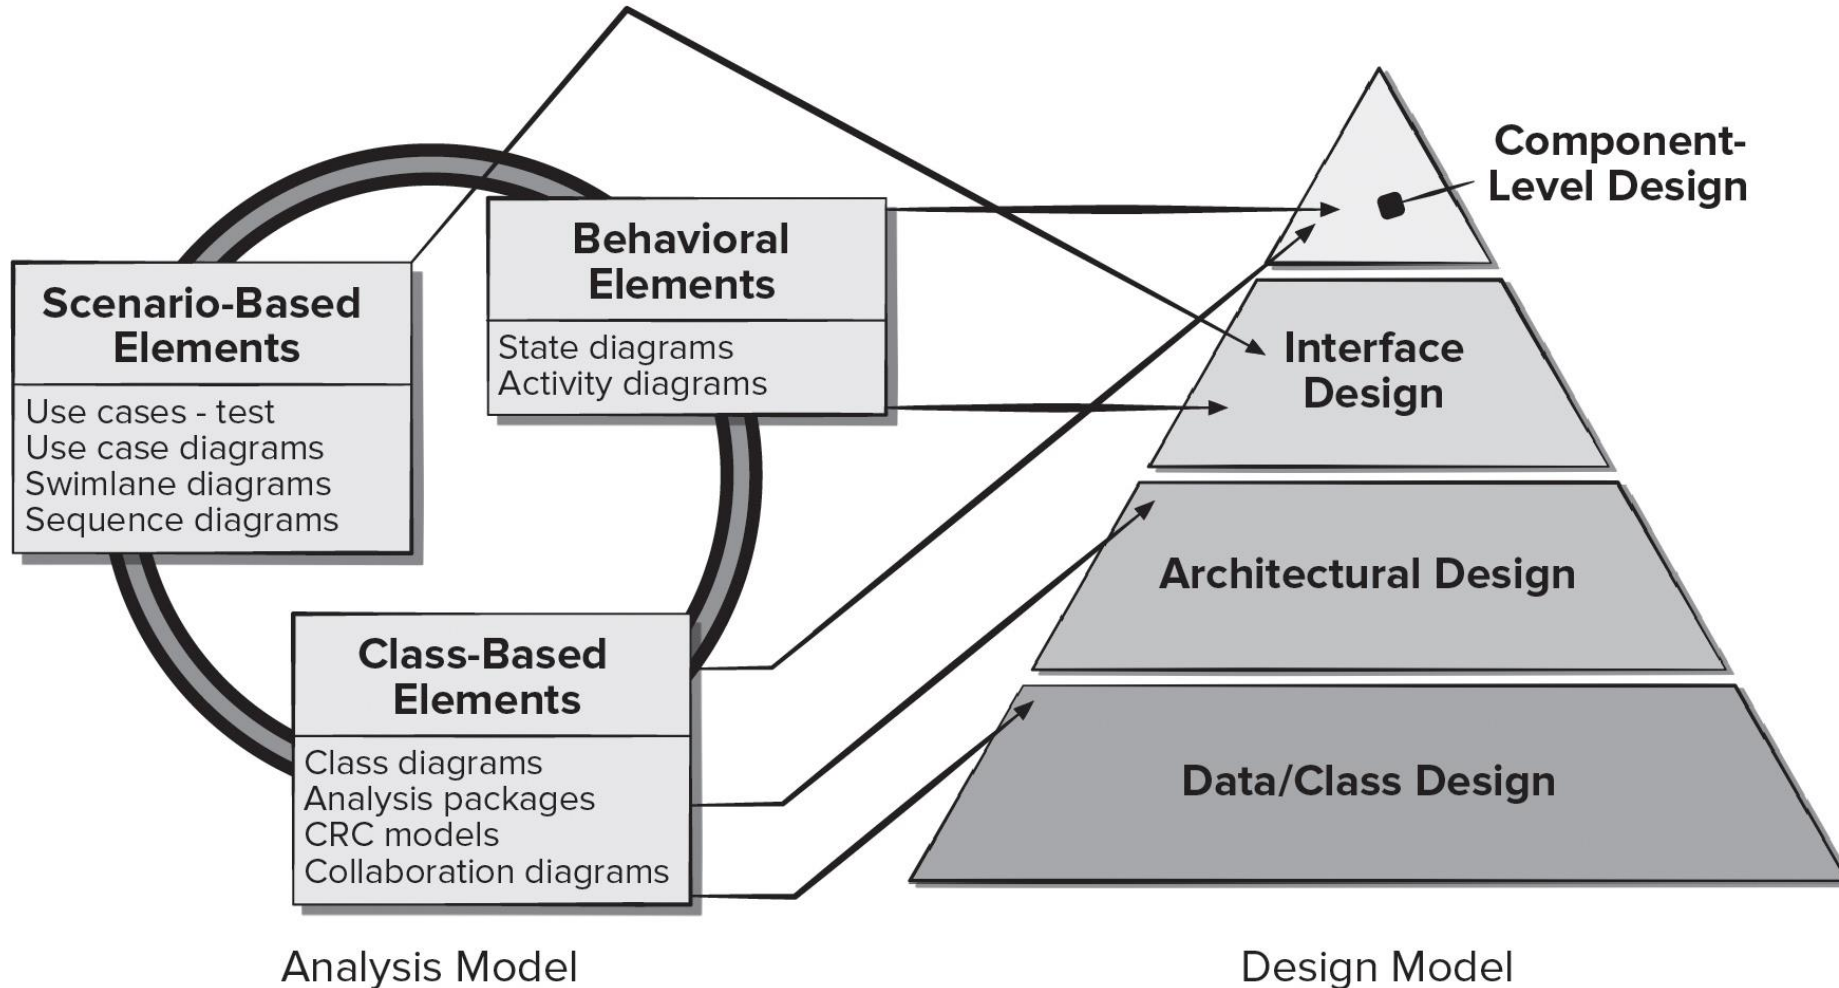 Scenario-Based
Elements
Use cases - test
Use case diagrams
Swimlane diagrams
Sequence diagrams
Behavioral
Elements
State diagrams
Activity diagrams
Class-Based
Elements
Class diagrams
Analysis packages
CRC models
Collaboration diagrams
Analysis Model
Component-
Level Design
Interface
Design
Architectural Design
Data/Class Design
Design Model